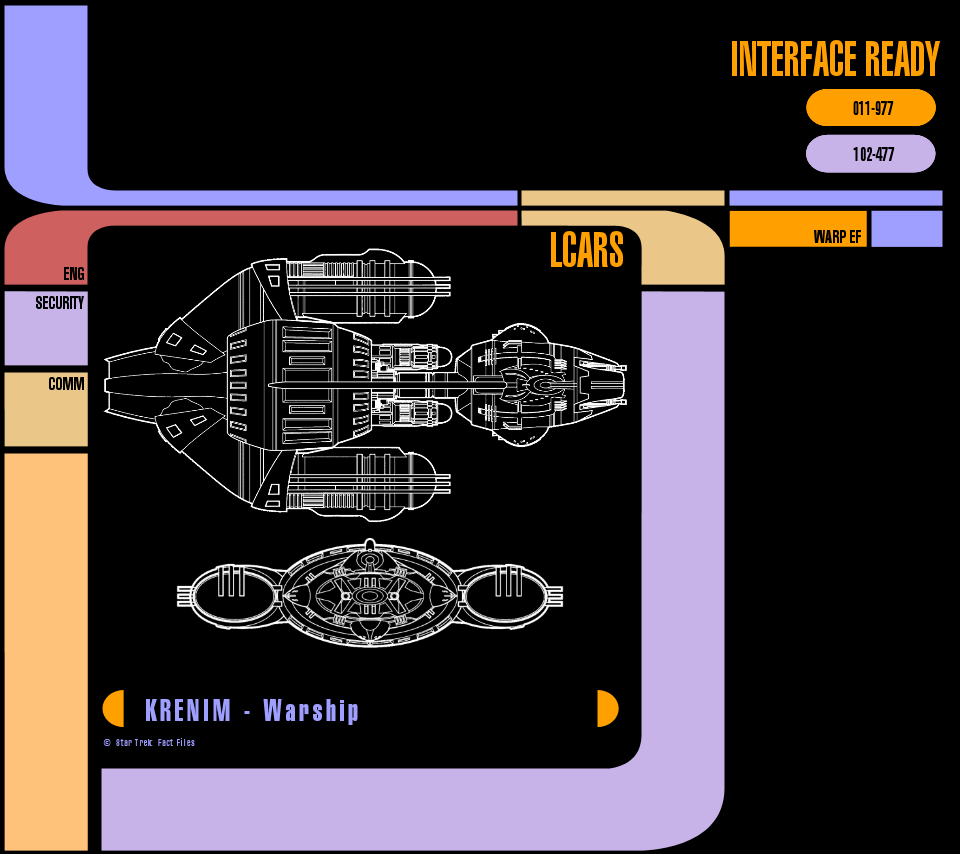 INTERFACE READY
011-977
102-477
WARP EF
LCARS
ENG
SECURITY
COMM
KRENIM - Warship
© Star Trek Fact Files